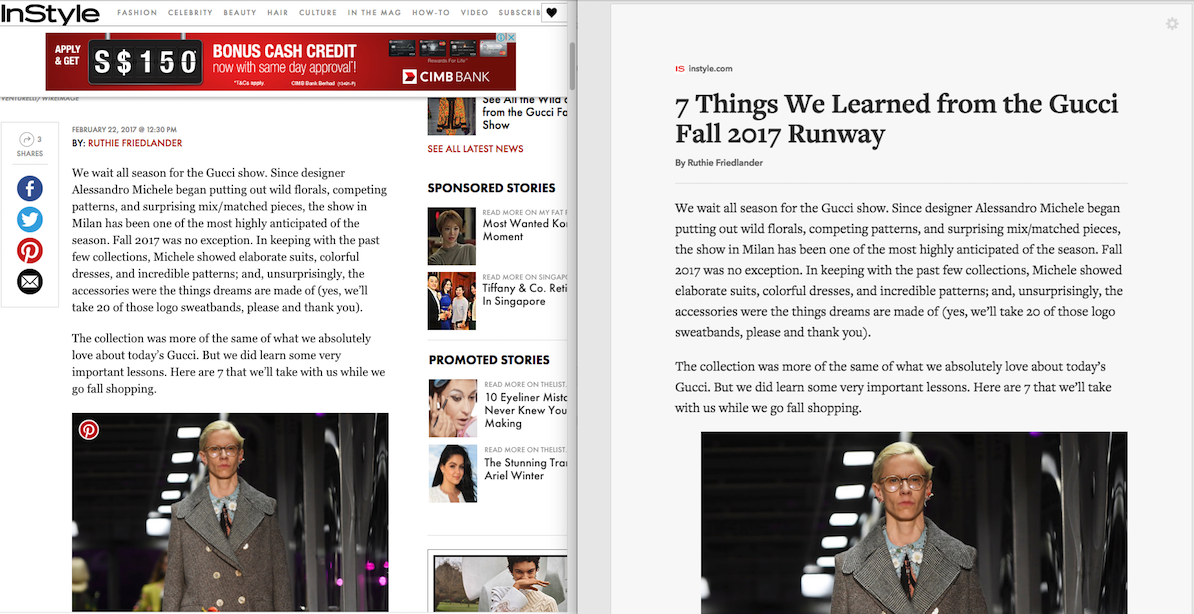 InStyle
FASHION CELEBRITY BEAUTY HAIR CULTURE IN THE MAG HOW-TO VIDEO SUBSCRIB
APPLY
& GET
S$150
BONUS CASH CREDIT
now with same day approval*!
*T&Cs apply
CIMB Bank Berhad (13491-P)
Rewards For Life
CIMB BANK
VENTURELLI/ WIREIMAGE
3
SHARES
FEBRUARY 22, 2017 @ 12:30 PM
BY: RUTHIE FRIEDLANDER
We wait all season for the Gucci show. Since designer
Alessandro Michele began putting out wild florals, competing
patterns, and surprising mix/matched pieces, the show in
Milan has been one of the most highly anticipated of the
season. Fall 2017 was no exception. In keeping with the past
few collections, Michele showed elaborate suits, colorful
dresses, and incredible patterns; and, unsurprisingly, the
accessories were the things dreams are made of (yes, we'll
take 20 of those logo sweatbands, please and thank you).
The collection was more of the same of what we absolutely
love about today's Gucci. But we did learn some very
important lessons. Here are 7 that we'll take with us while we
go fall shopping.
See All the Wild
from the Gucci Fa
Show
SEE ALL LATEST NEWS
SPONSORED STORIES
READ MORE ON MY FAT
Most Wanted Ko
Moment
READ MORE ON SINGAP
Tiffany & Co. Reti
In Singapore
PROMOTED STORIES
READ MORE ON THELIST.
10 Eyeliner Mist
Never Knew You
Making
READ MORE ON THELIST.
The Stunning Tra
Ariel Winter
IS instyle.com
7 Things We Learned from the Gucci
Fall 2017 Runway
By Ruthie Friedlander
We wait all season for the Gucci show. Since designer Alessandro Michele began
putting out wild florals, competing patterns, and surprising mix/matched pieces,
the show in Milan has been one of the most highly anticipated of the season. Fall
2017 was no exception. In keeping with the past few collections, Michele showed
elaborate suits, colorful dresses, and incredible patterns; and, unsurprisingly, the
accessories were the things dreams are made of (yes, we'll take 20 of those logo
sweatbands, please and thank you).
The collection was more of the same of what we absolutely love about today's
Gucci. But we did learn some very important lessons. Here are 7 that we'll take
with us while we go fall shopping.